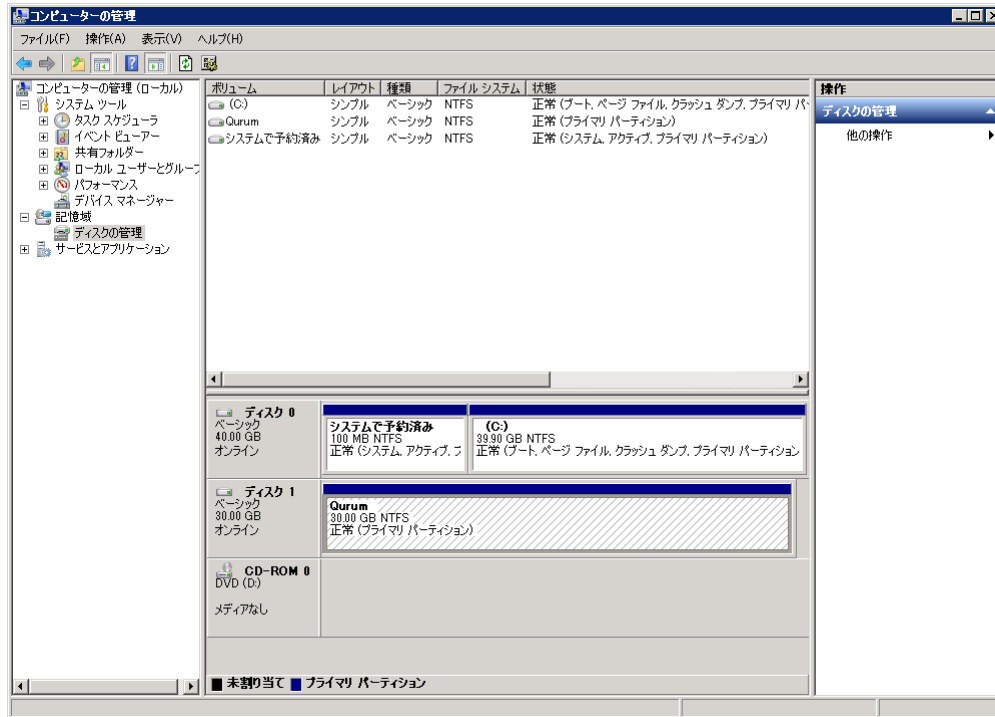 コンピューターの管理
ファイル(F) 操作(A) 表示(V) ヘルプ(H)
コンピューターの管理 (ローカル)
システム ツール
タスク スケジューラ
イベント ビューアー
共有フォルダー
ローカル ユーザーとグルー
パフォーマンス
デバイス マネージャー
記憶域
ディスクの管理
サービスとアプリケーション
ボリューム レイアウト 種類 ファイル システム 状態
(C:) シンプル ベーシック NTFS 正常 (ブート, ページ ファイル, クラッシュ ダンプ, プライマリ パ
Qurum シンプル ベーシック NTFS 正常 (プライマリ パーティション)
システムで予約済み シンプル ベーシック NTFS 正常 (システム, アクティブ, プライマリ パーティション)
ディスク 0
ベーシック
40.00 GB
オンライン
システムで予約済み
100 MB NTFS
正常 (システム, アクティブ, フ
(C:)
39.90 GB NTFS
正常 (ブート, ページ ファイル, クラッシュ ダンプ, プライマリ パーティション
ディスク 1
ベーシック
30.00 GB
オンライン
Qurum
30.00 GB NTFS
正常 (プライマリ パーティション)
CD-ROM 0
DVD (D:)
メディアなし
未割り当て プライマリ パーティション
操作
ディスクの管理
他の操作